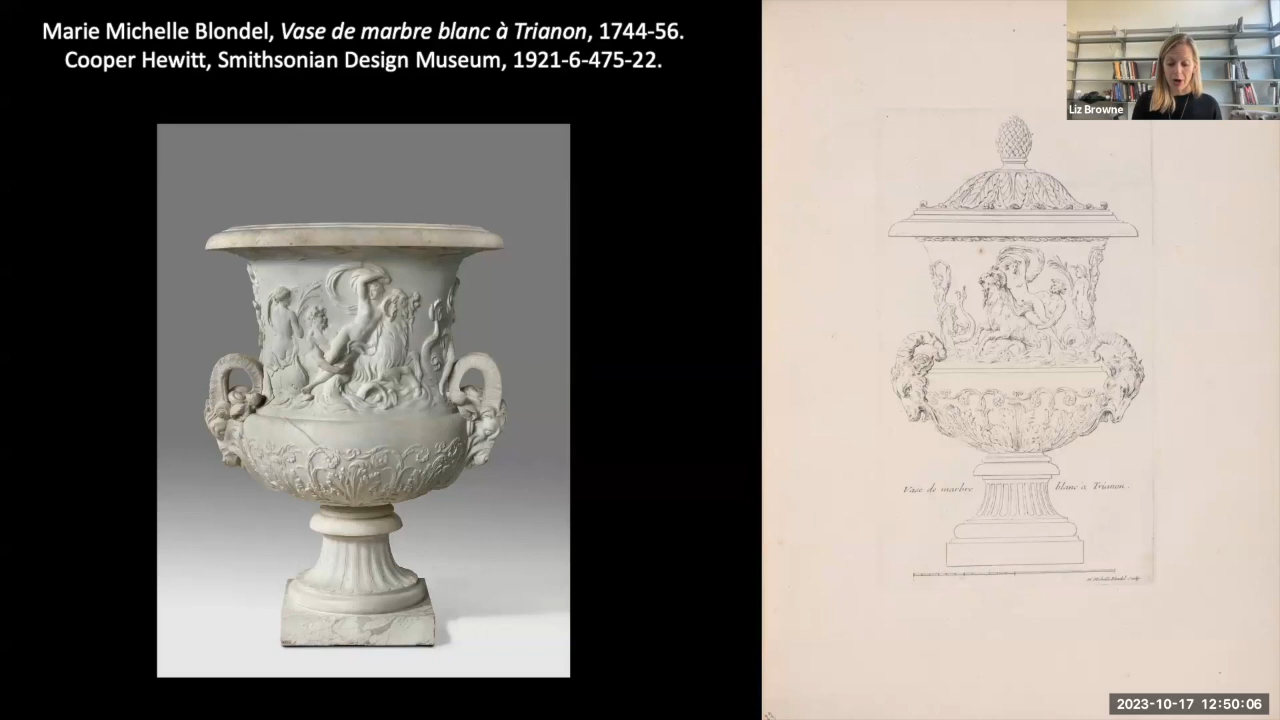 Marie Michelle Blondel, Vase de marbre blanc à Trianon, 1744-56.
Cooper Hewitt, Smithsonian Design Museum, 1921-6-475-22.
Liz Browne
Vase de marbre blanc a Trianon.
2023-10-17 12:50:06